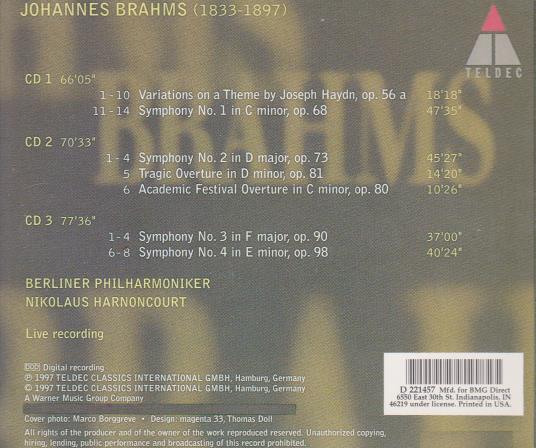 JOHANNES BRAHMS (1833-1897)
TELDEC
CD 1 66'05"
1-10 Variations on a Theme by Joseph Haydn, op. 56 a 18'18"
11-14 Symphony No. 1 in C minor, op. 68 47'35"
BRAHMS
CD 2 70'33"
1-4 Symphony No. 2 in D major, op. 73 45'27"
5 Tragic Overture in D minor, op. 81 14'20"
6 Academic Festival Overture in C minor, op. 80 10'26"
CD 3 77'36"
1-4 Symphony No. 3 in F major, op. 90 37'00"
6-8 Symphony No. 4 in E minor, op. 98 40'24"
BERLINER PHILHARMONIKER
NIKOLAUS HARNONCOURT
Live recording
DDD Digital recording
℗ 1997 TELDEC CLASSICS INTERNATIONAL GMBH, Hamburg, Germany
© 1997 TELDEC CLASSICS INTERNATIONAL GMBH, Hamburg, Germany
A Warner Music Group Company
D 221457 Mfd. for BMG Direct
6550 East 30th St. Indianapolis, IN
46219 under license. Printed in USA.
Cover photo: Marco Borggreve • Design: magenta 33, Thomas Doll
All rights of the producer and of the owner of the work reproduced reserved. Unauthorized copying,
hiring, lending, public performance and broadcasting of this record prohibited.